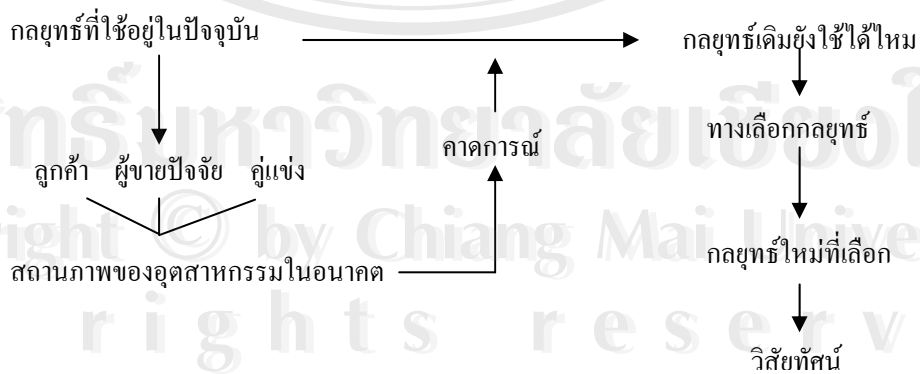 กลยุทธ์ที่ใช้อยู่ในปัจจุบัน
กลยุทธ์เดิมยังใช้ได้ไหม
ทางเลือกกลยุทธ์
คาดการณ์
ลูกค้า ผู้ขายปัจจัย คู่แข่ง
กลยุทธ์ใหม่ที่เลือก
สถานภาพของอุตสาหกรรมในอนาคต
วิสัยทัศน์
by Chiang Mai
rights reserv